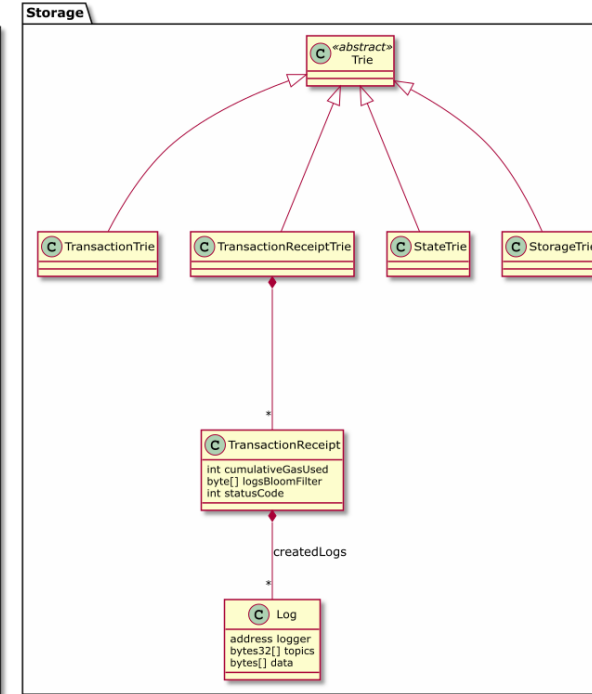 Storage
C «abstract»
Trie
C TransactionTrie
C TransactionReceiptTrie
C StateTrie
C StorageTrie
*
C TransactionReceipt
int cumulativeGasUsed
byte[] logsBloomFilter
int statusCode
createdLogs
*
C Log
address logger
bytes32[] topics
bytes[] data